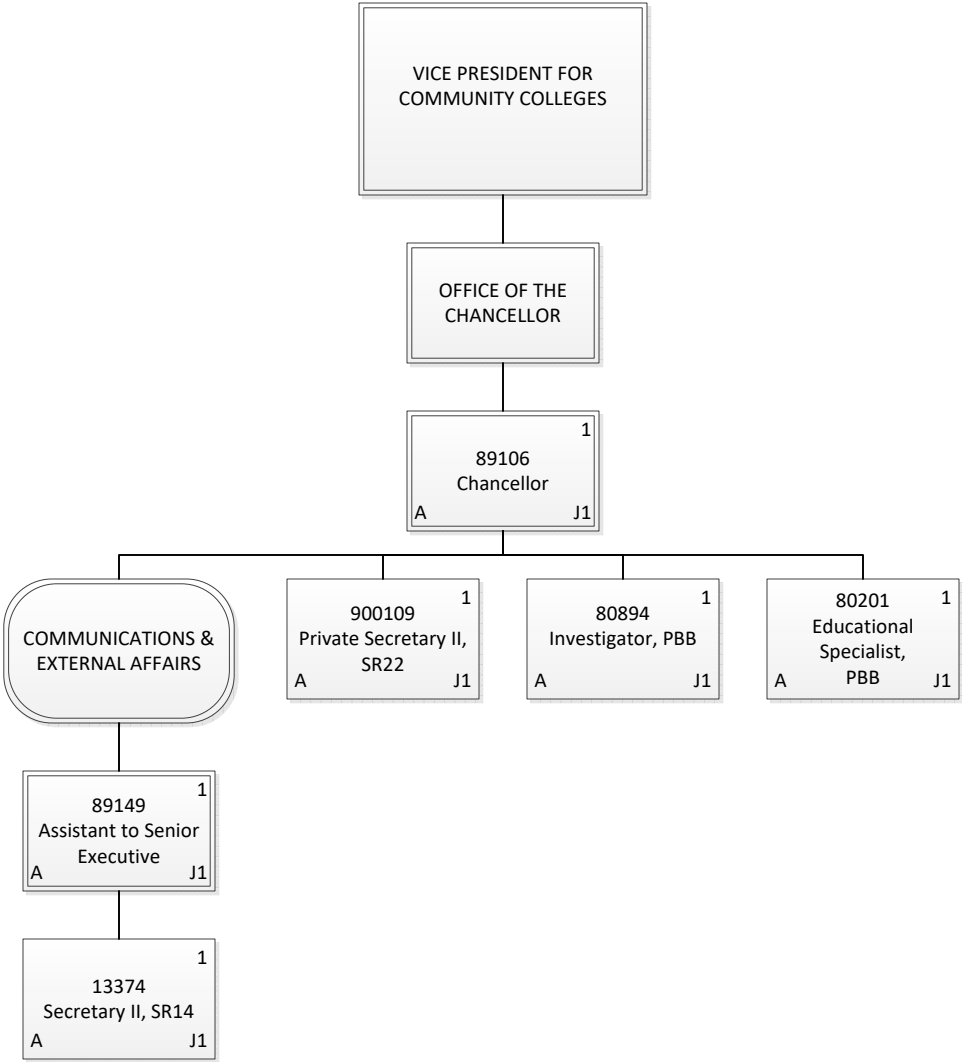 VICE PRESIDENT FOR
COMMUNITY COLLEGES
OFFICE OF THE
CHANCELLOR
1
89106
Chancellor
A J1
COMMUNICATIONS &
EXTERNAL AFFAIRS
900109 1
Private Secretary II,
SR22
A J1
80894 1
Investigator, PBB
A J1
80201 1
Educational
Specialist,
PBB
A J1
1
89149
Assistant to Senior
Executive
A J1
1
13374
Secretary II, SR14
A J1